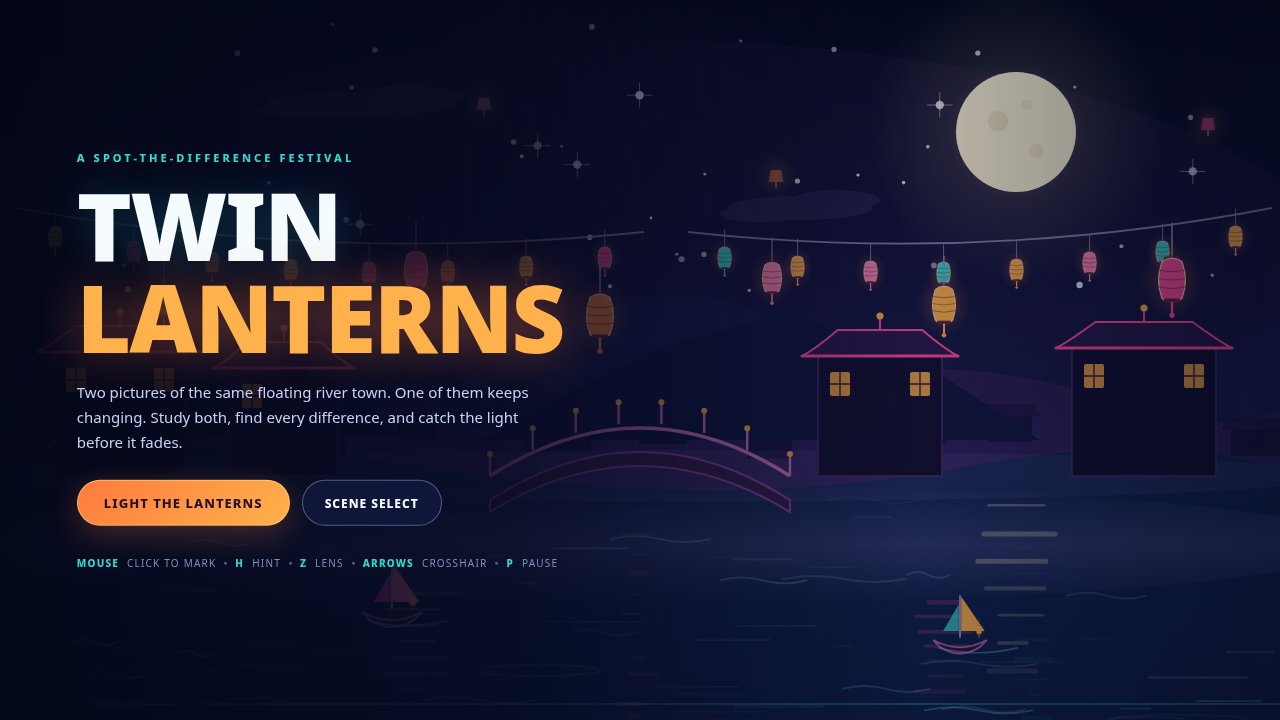 A SPOT-THE-DIFFERENCE FESTIVAL
TWIN
LANTERNS
Two pictures of the same floating river town. One of them keeps
changing. Study both, find every difference, and catch the light
before it fades.
LIGHT THE LANTERNS SCENE SELECT
MOUSE CLICK TO MARK • H HINT • Z LENS • ARROWS CROSSHAIR • P PAUSE